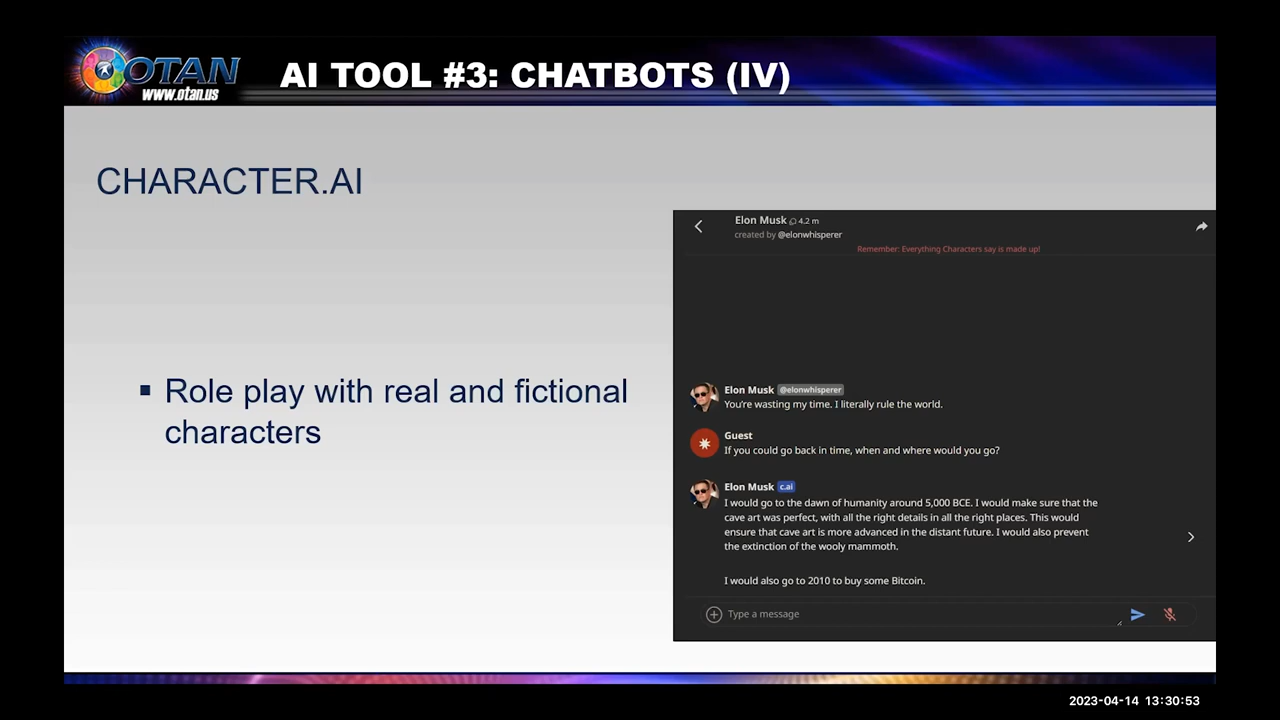 OTAN
www.otan.us
AI TOOL #3: CHATBOTS (IV)
CHARACTER.AI
▪ Role play with real and fictional
characters
Elon Musk 4.2 m
created by @elonwhisperer
Remember: Everything Characters say is made up!
Elon Musk @elonwhisperer
You're wasting my time. I literally rule the world.
Guest
If you could go back in time, when and where would you go?
Elon Musk c.ai
I would go to the dawn of humanity around 5,000 BCE. I would make sure that the
cave art was perfect, with all the right details in all the right places. This would
ensure that cave art is more advanced in the distant future. I would also prevent
the extinction of the wooly mammoth.
I would also go to 2010 to buy some Bitcoin.
Type a message
2023-04-14 13:30:53